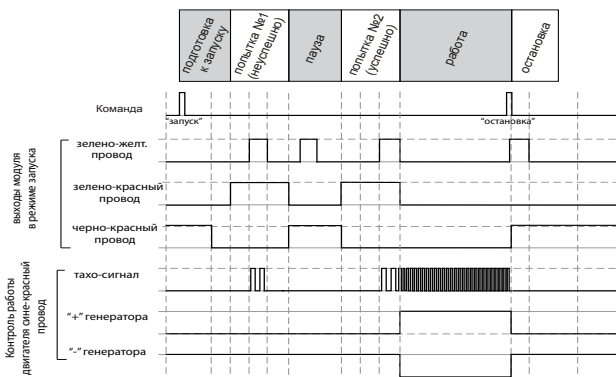 подготовка
к запуску
попытка №1
(неуспешно)
пауза
попытка №2
(успешно)
работа
остановка
Команда
"запуск"
"остановка"
выходы модуля
в режиме запуска
зелено-желт.
провод
зелено-красный
провод
черно-красный
провод
Контроль работы
двигателя сине-красный
провод
тахо-сигнал
"+" генератора
"-" генератора